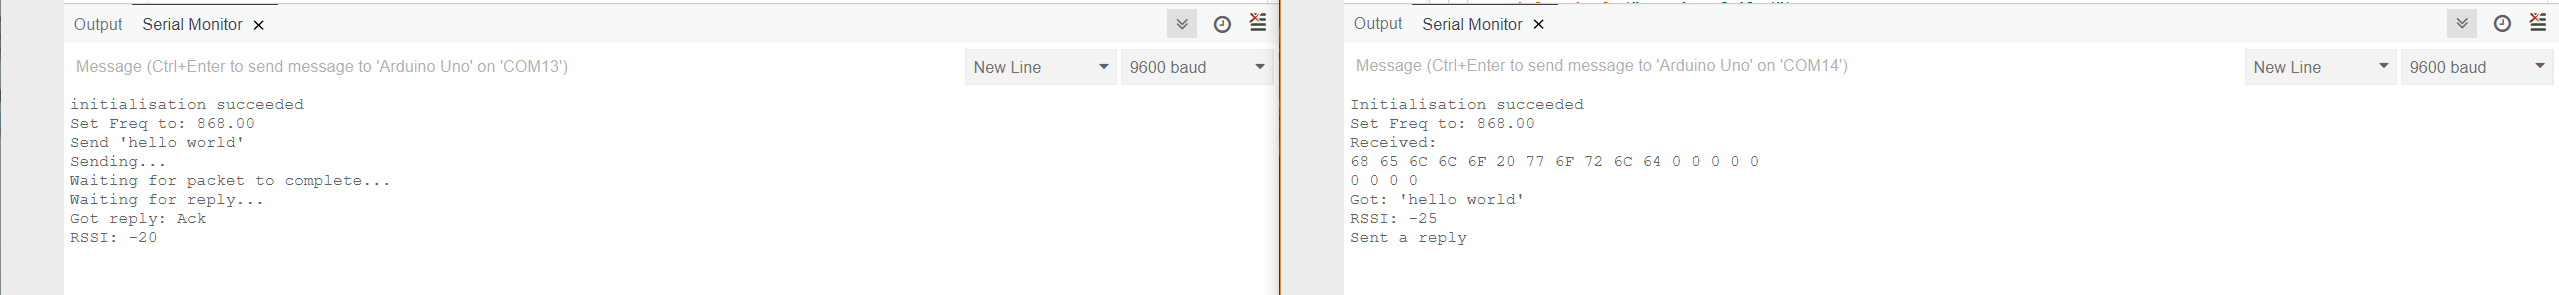 Output Serial Monitor
Message (Ctrl+Enter to send message to 'Arduino Uno' on 'COM13')
New Line
9600 baud
initialisation succeeded
Set Freq to: 868.00
Send 'hello world'
Sending...
Waiting for packet to complete...
Waiting for reply...
Got reply: Ack
RSSI: -20
Output Serial Monitor
Message (Ctrl+Enter to send message to 'Arduino Uno' on 'COM14')
New Line
9600 baud
Initialisation succeeded
Set Freq to: 868.00
Received:
68 65 6C 6C 6F 20 77 6F 72 6C 64 0 0 0 0 0
0 0 0 0
Got: 'hello world'
RSSI: -25
Sent a reply